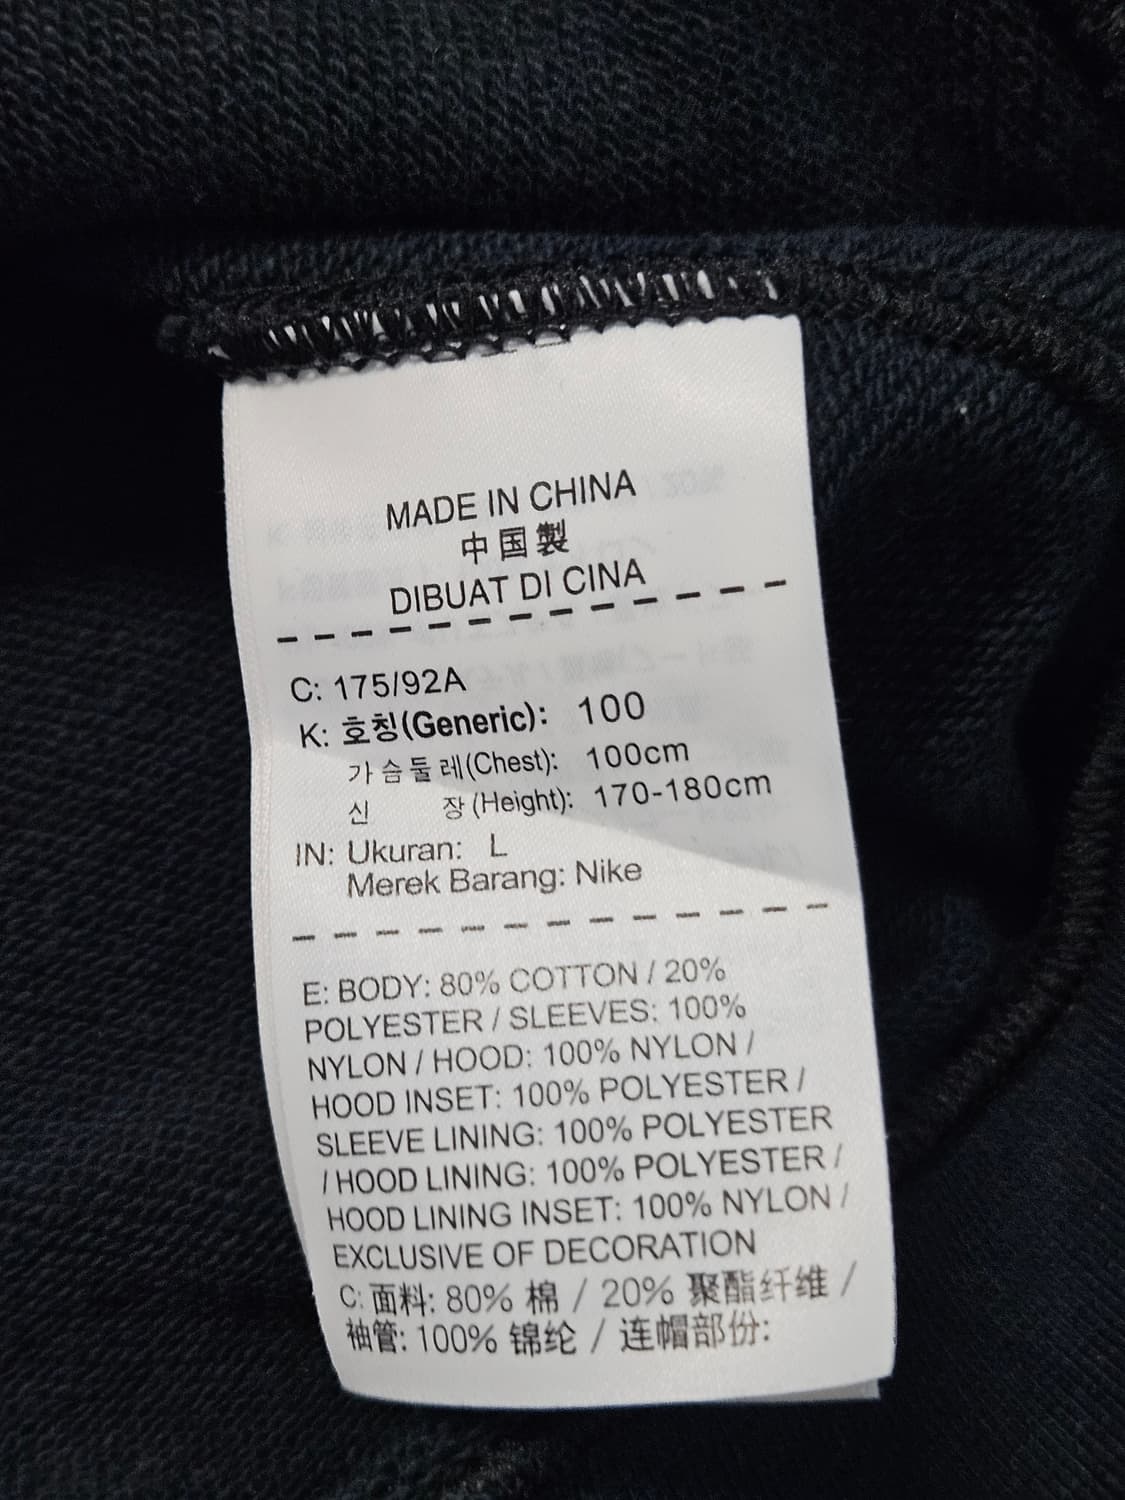 MADE IN CHINA
中国製
DIBUAT DI CINA
C: 175/92A
K: 호칭(Generic): 100
가슴둘레(Chest): 100cm
신 장(Height): 170-180cm
IN: Ukuran: L
Merek Barang: Nike
E: BODY: 80% COTTON / 20%
POLYESTER / SLEEVES: 100%
NYLON / HOOD: 100% NYLON /
HOOD INSET: 100% POLYESTER /
SLEEVE LINING: 100% POLYESTER
/ HOOD LINING: 100% POLYESTER /
HOOD LINING INSET: 100% NYLON /
EXCLUSIVE OF DECORATION
C: 面料: 80% 棉 / 20% 聚酯纤维 /
袖管: 100% 锦纶 / 连帽部份: